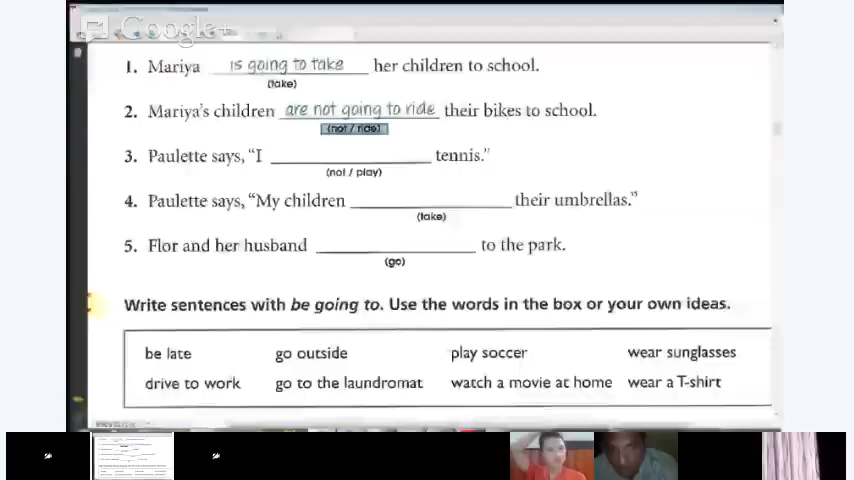 Google+
1. Mariya is going to take her children to school.
(take)
2. Mariya's children are not going to ride their bikes to school.
(not / ride)
3. Paulette says, "I ____________ tennis."
(not / play)
4. Paulette says, "My children ____________ their umbrellas."
(take)
5. Flor and her husband ____________ to the park.
(go)
Write sentences with be going to. Use the words in the box or your own ideas.
be late go outside play soccer wear sunglasses
drive to work go to the laundromat watch a movie at home wear a T-shirt